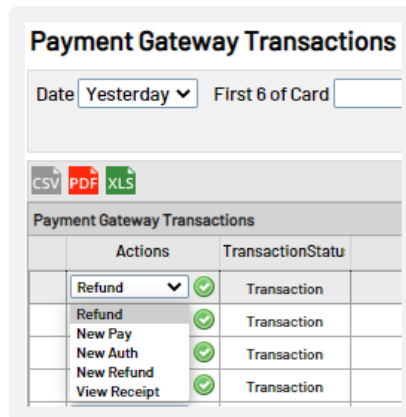 Payment Gateway Transactions
Date Yesterday First 6 of Card
CSV PDF XLS
Payment Gateway Transactions
Actions TransactionStatu
Refund Transaction
Refund Transaction
New Pay
New Auth Transaction
New Refund
View Receipt Transaction